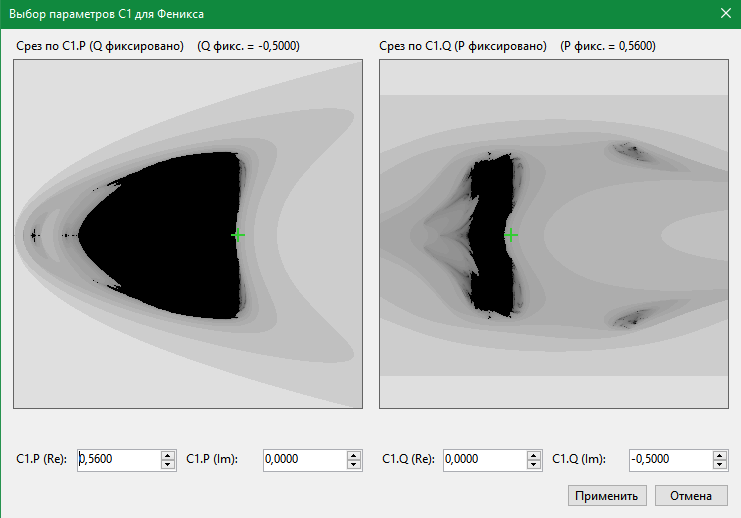 Выбор параметров C1 для Феникса
Срез по C1.P (Q фиксировано) (Q фикс. = -0,5000)
Срез по C1.Q (P фиксировано) (P фикс. = 0,5600)
C1.P (Re): 0,5600 C1.P (Im): 0,0000 C1.Q (Re): 0,0000 C1.Q (Im): -0,5000
Применить Отмена